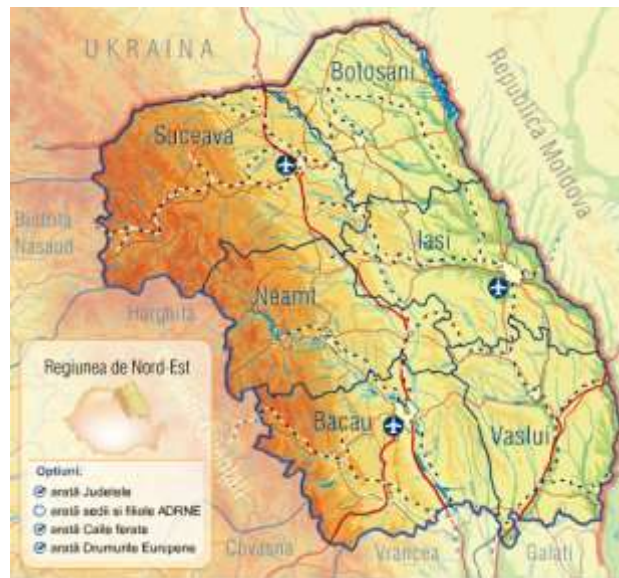 UKRAINA
Botosani
Republica Moldova
Suceava
Bistrita
Nasaud
Iasi
Neamt
Harghita
Regiunea de Nord-Est
Bacau
Vaslui
Optiuni:
arată Judetele
arată sedii si filiale ADRNE
arată Caile ferate
arată Drumurile Europene
Covasna
Vrancea
Galati